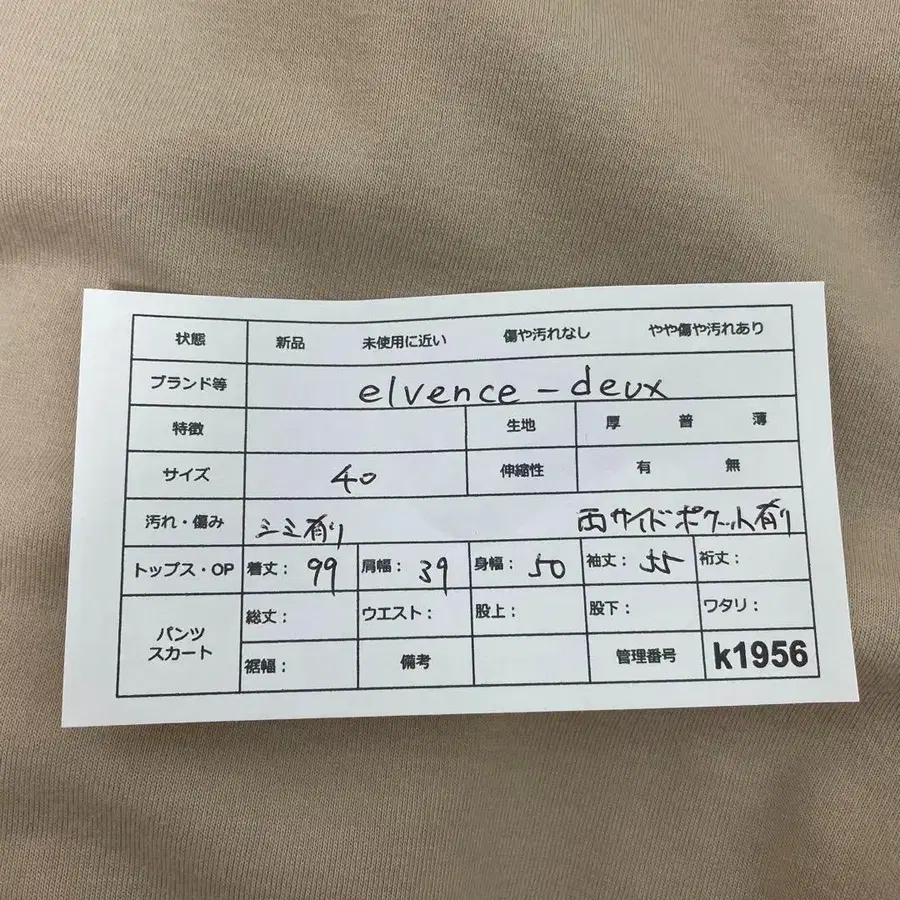 状態 新品 未使用に近い 傷や汚れなし やや傷や汚れあり
ブランド等 elvence-deux
特徴 生地 厚 普 薄
サイズ 40 伸縮性 有 無
汚れ・傷み シミ有り 両サイドポケット有り
トップス・OP 着丈: 99 肩幅: 39 身幅: 50 袖丈: 55 裄丈:
パンツ スカート 総丈: ウエスト: 股上: 股下: ワタリ:
裾幅: 備考 管理番号 k1956